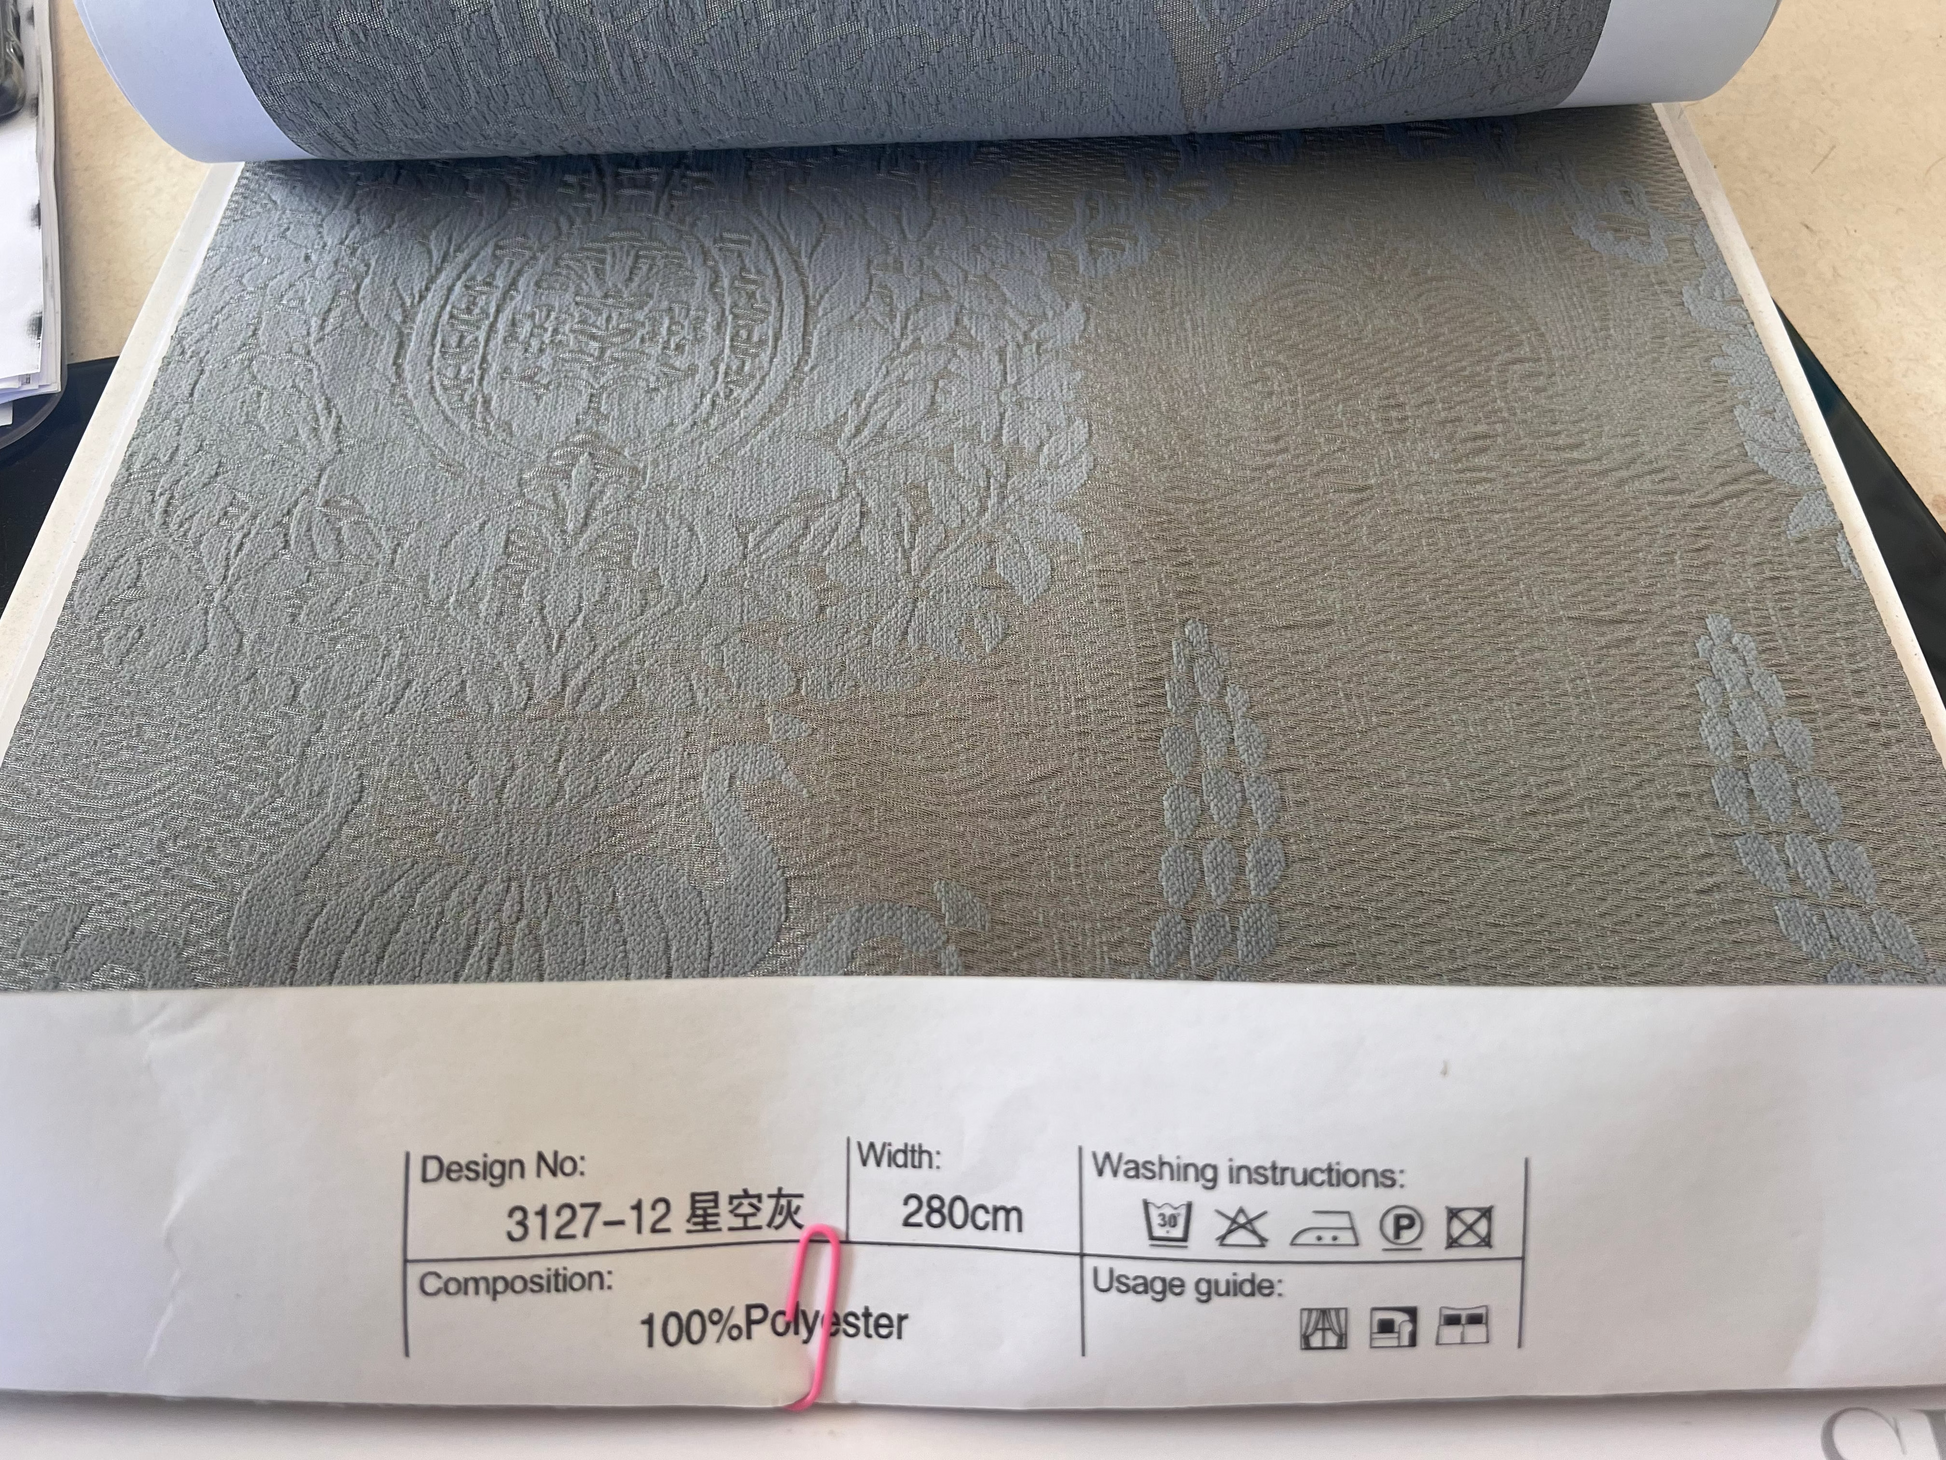 Design No:
3127-12 星空灰
Width:
280cm
Washing instructions:
30°
P
Composition:
100%Polyester
Usage guide: